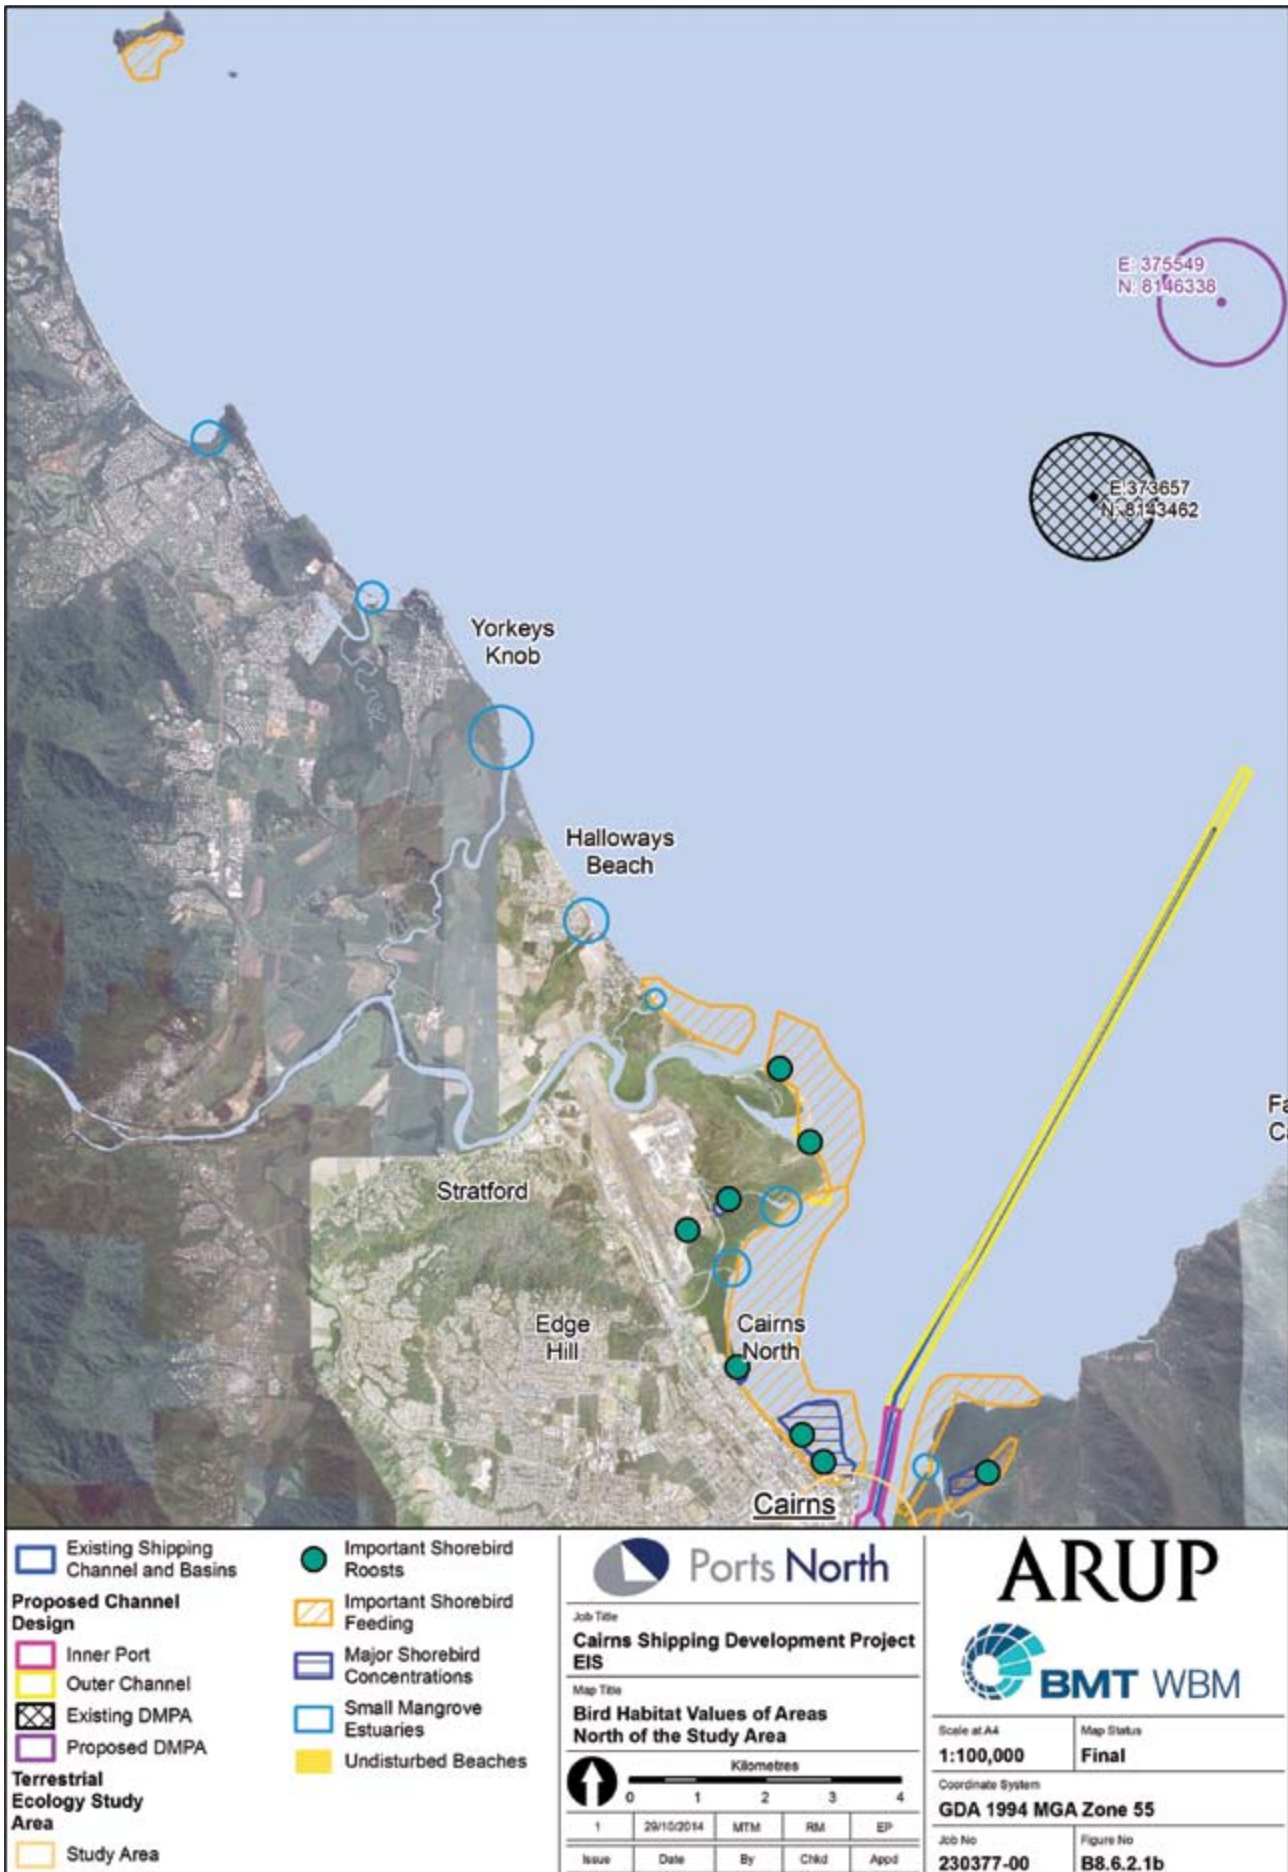 E: 375549
N: 8146338
E:373657
N: 8143462
Yorkeys
Knob
Halloways
Beach
Fa
C
Stratford
Edge
Hill
Cairns
North
Cairns
Existing Shipping
Channel and Basins
Proposed Channel
Design
Inner Port
Outer Channel
Existing DMPA
Proposed DMPA
Terrestrial
Ecology Study
Area
Study Area
Important Shorebird
Roosts
Important Shorebird
Feeding
Major Shorebird
Concentrations
Small Mangrove
Estuaries
Undisturbed Beaches
Ports North
Job Title
Cairns Shipping Development Project
EIS
Map Title
Bird Habitat Values of Areas
North of the Study Area
Kilometres
0 1 2 3 4
1 29/10/2014 MTM RM EP
Issue Date By Chkd Appd
ARUP
BMT WBM
Scale at A4
1:100,000
Map Status
Final
Coordinate System
GDA 1994 MGA Zone 55
Job No
230377-00
Figure No
B8.6.2.1b